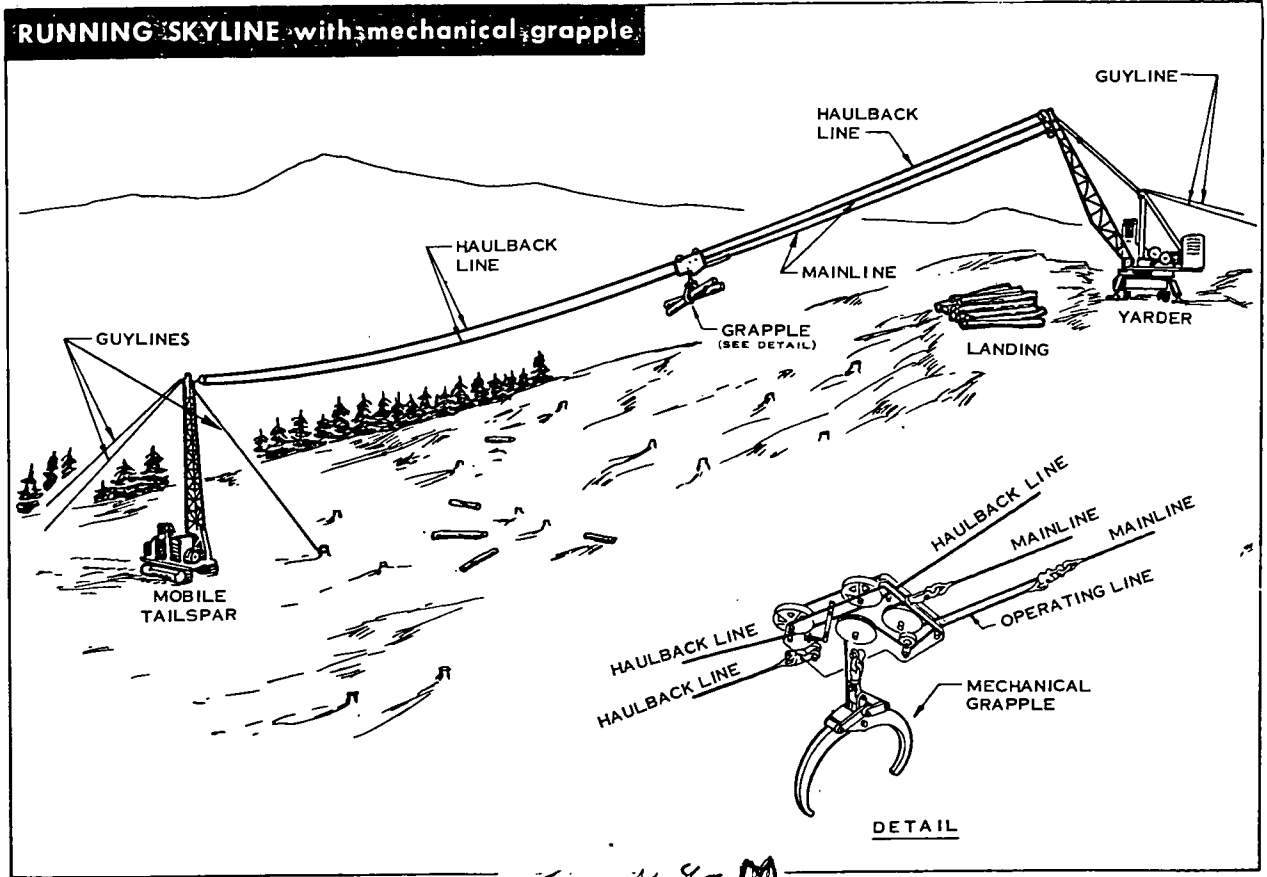 RUNNING SKYLINE with mechanical grapple
GUYLINE
HAULBACK
LINE
HAULBACK
LINE
MAINLINE
GUYLINES
GRAPPLE
(SEE DETAIL)
LANDING
YARDER
MOBILE
TAILSPAR
HAULBACK LINE
MAINLINE
MAINLINE
OPERATING LINE
HAULBACK LINE
HAULBACK LINE
MECHANICAL
GRAPPLE
DETAIL